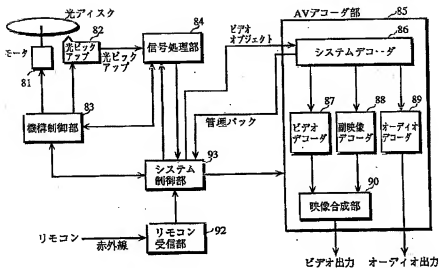 光ディスク
モータ
81
光ピック
アップ
82
光ピック
アップ
信号処理部
84
機構制御部
83
ビデオ
オブジェクト
管理パック
AVデコーダ部
85
システムデコーダ
86
87
ビデオ
デコーダ
88
副映像
デコーダ
89
オーディオ
デコーダ
90
映像合成部
システム
制御部
93
リモコン
赤外線
リモコン
受信部
92
ビデオ出力
オーディオ出力